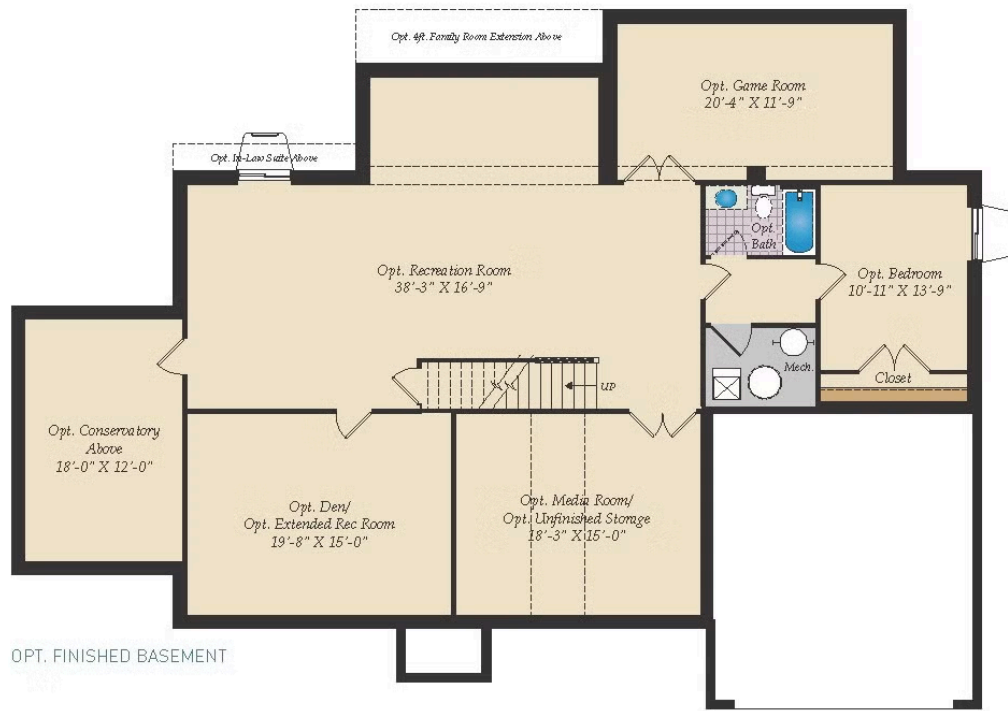 Opt. 4ft. Family Room Extension Above
Opt. Game Room
20'-4" X 11'-9"
Opt. In-Law Suite Above
Opt.
Bath
Opt. Recreation Room
38'-3" X 16'-9"
Opt. Bedroom
10'-11" X 13'-9"
Mech.
Closet
UP
Opt. Conservatory
Above
18'-0" X 12'-0"
Opt. Den/
Opt. Extended Rec Room
19'-8" X 15'-0"
Opt. Media Room/
Opt. Unfinished Storage
18'-3" X 15'-0"
OPT. FINISHED BASEMENT